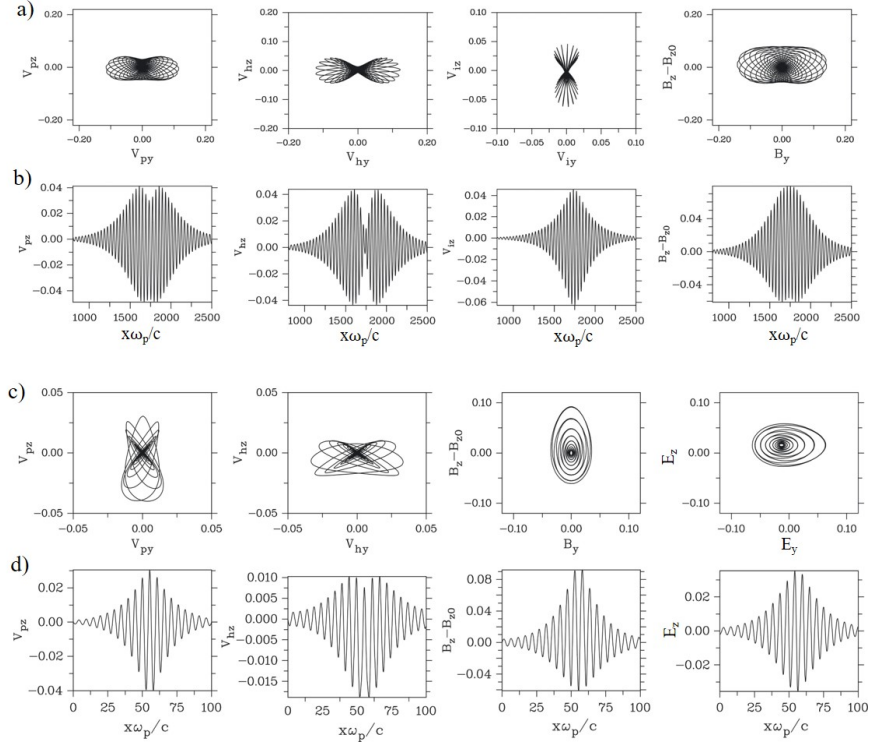 a)
0.20
0.00
−0.20
V_pz
−0.20 0.00 0.20
V_py
0.20
0.10
0.00
−0.10
−0.20
V_hz
−0.20 0.00 0.20
V_hy
0.10
0.05
0.00
−0.05
−0.10
V_iz
−0.10 0.00 0.10
V_iy
0.20
0.00
−0.20
B_z−B_z0
−0.20 0.00 0.20
B_y
b)
0.04
0.02
0.00
−0.02
−0.04
V_pz
1000 1500 2000 2500
xω_p/c
0.04
0.02
0.00
−0.02
−0.04
V_hz
1000 1500 2000 2500
xω_p/c
0.04
0.02
0.00
−0.02
−0.04
−0.06
V_iz
1000 1500 2000 2500
xω_p/c
0.04
0.00
−0.04
B_z−B_z0
1000 1500 2000 2500
xω_p/c
c)
0.05
0.00
−0.05
V_pz
−0.05 0.00 0.05
V_py
0.05
0.00
−0.05
V_hz
−0.05 0.00 0.05
V_hy
0.10
0.00
−0.10
B_z−B_z0
−0.10 0.00 0.10
B_y
0.10
0.00
−0.10
E_z
−0.10 0.00 0.10
E_y
d)
0.02
0.00
−0.02
−0.04
V_pz
0 25 50 75 100
xω_p/c
0.010
0.005
0.000
−0.005
−0.010
−0.015
V_hz
0 25 50 75 100
xω_p/c
0.08
0.04
0.00
−0.04
B_z−B_z0
0 25 50 75 100
xω_p/c
0.02
0.00
−0.02
E_z
0 25 50 75 100
xω_p/c